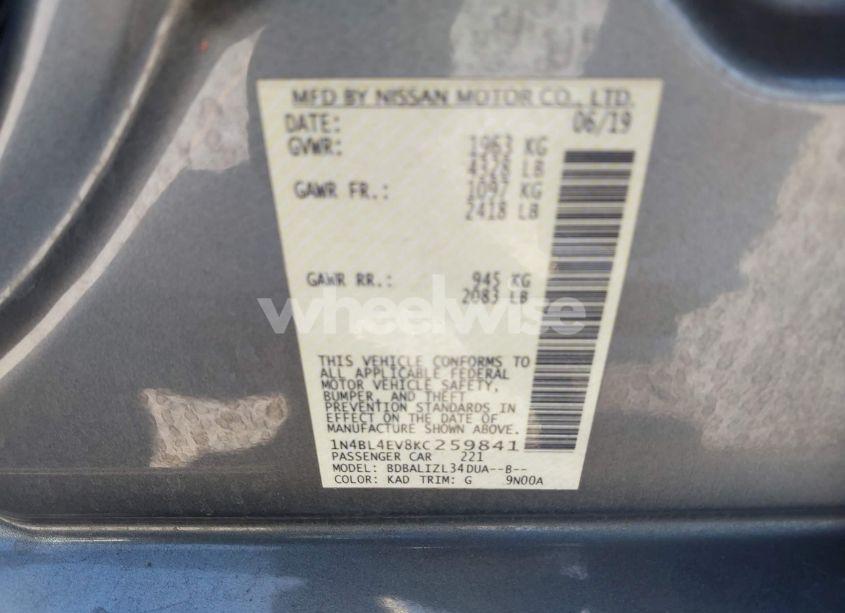 MFD BY NISSAN MOTOR CO., LTD.
DATE: 06/19
GVWR: 1963 KG
4326 LB
GAWR FR.: 1097 KG
2418 LB
GAWR RR.: 945 KG
2083 LB
wheelwise
THIS VEHICLE CONFORMS TO
ALL APPLICABLE FEDERAL
MOTOR VEHICLE SAFETY,
BUMPER, AND THEFT
PREVENTION STANDARDS IN
EFFECT ON THE DATE OF
MANUFACTURE SHOWN ABOVE.
1N4BL4EV8KC259841
PASSENGER CAR 221
MODEL: BDBALIZL34DUA--B--
COLOR: KAD TRIM: G 9N00A